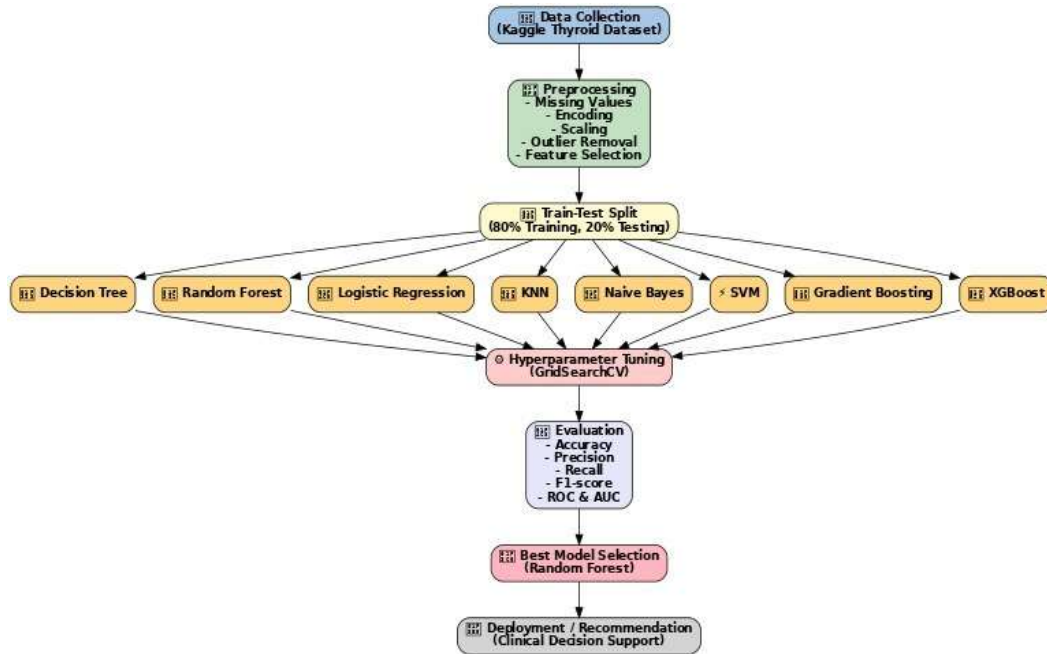 Data Collection
(Kaggle Thyroid Dataset)
Preprocessing
- Missing Values
- Encoding
- Scaling
- Outlier Removal
- Feature Selection
Train-Test Split
(80% Training, 20% Testing)
Decision Tree
Random Forest
Logistic Regression
KNN
Naive Bayes
⚡ SVM
Gradient Boosting
XGBoost
⚙ Hyperparameter Tuning
(GridSearchCV)
Evaluation
- Accuracy
- Precision
- Recall
- F1-score
- ROC & AUC
Best Model Selection
(Random Forest)
Deployment / Recommendation
(Clinical Decision Support)